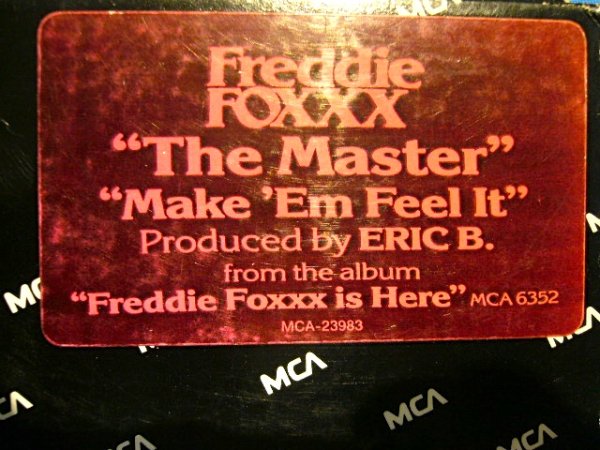 MCA
Freddie
FOXXX
“The Master”
“Make ’Em Feel It”
Produced by ERIC B.
from the album
“Freddie Foxxx is Here” MCA 6352
MCA-23983
MCA
MCA
MCA